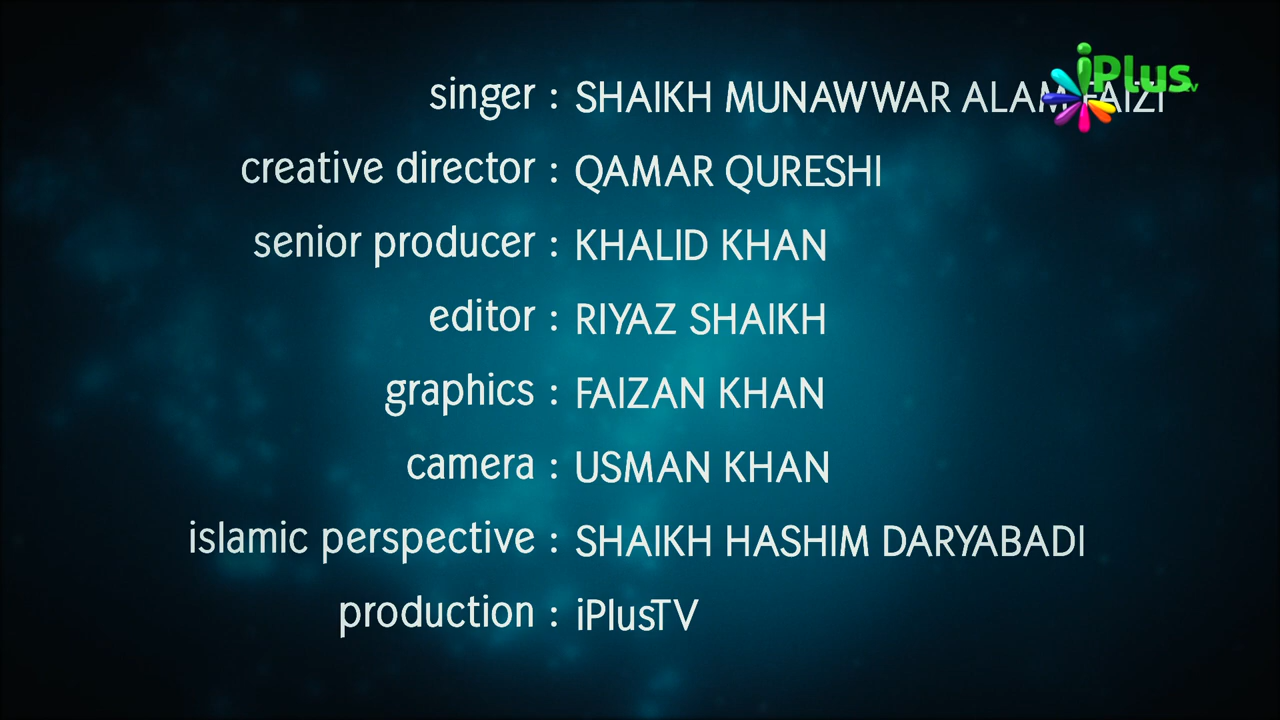 singer : SHAIKH MUNAWWAR ALAM FAIZI
iPlus TV
creative director : QAMAR QURESHI
senior producer : KHALID KHAN
editor : RIYAZ SHAIKH
graphics : FAIZAN KHAN
camera : USMAN KHAN
islamic perspective : SHAIKH HASHIM DARYABADI
production : iPlusTV